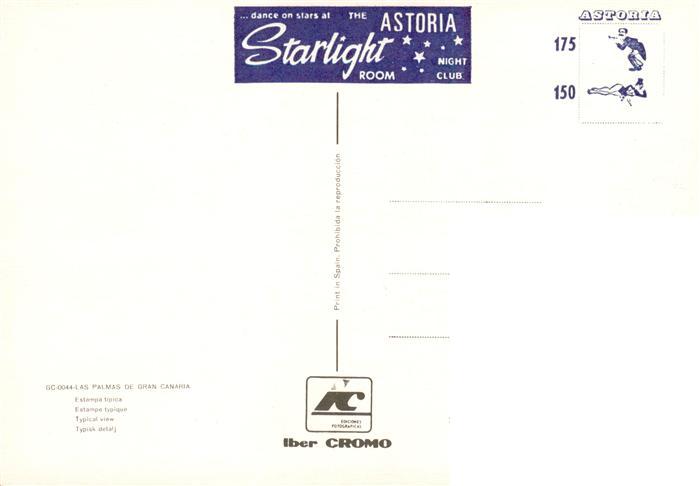 ... dance on stars at THE ASTORIA
Starlight
ROOM
NIGHT
CLUB.
ASTORIA
175
150
Print in Spain. Prohibida la reproducción
GC-0044-LAS PALMAS DE GRAN CANARIA
Estampa típica
Estampe typique
Typical view
Typisk detalj
EDICIONES
FOTOGRAFICAS
Iber CROMO